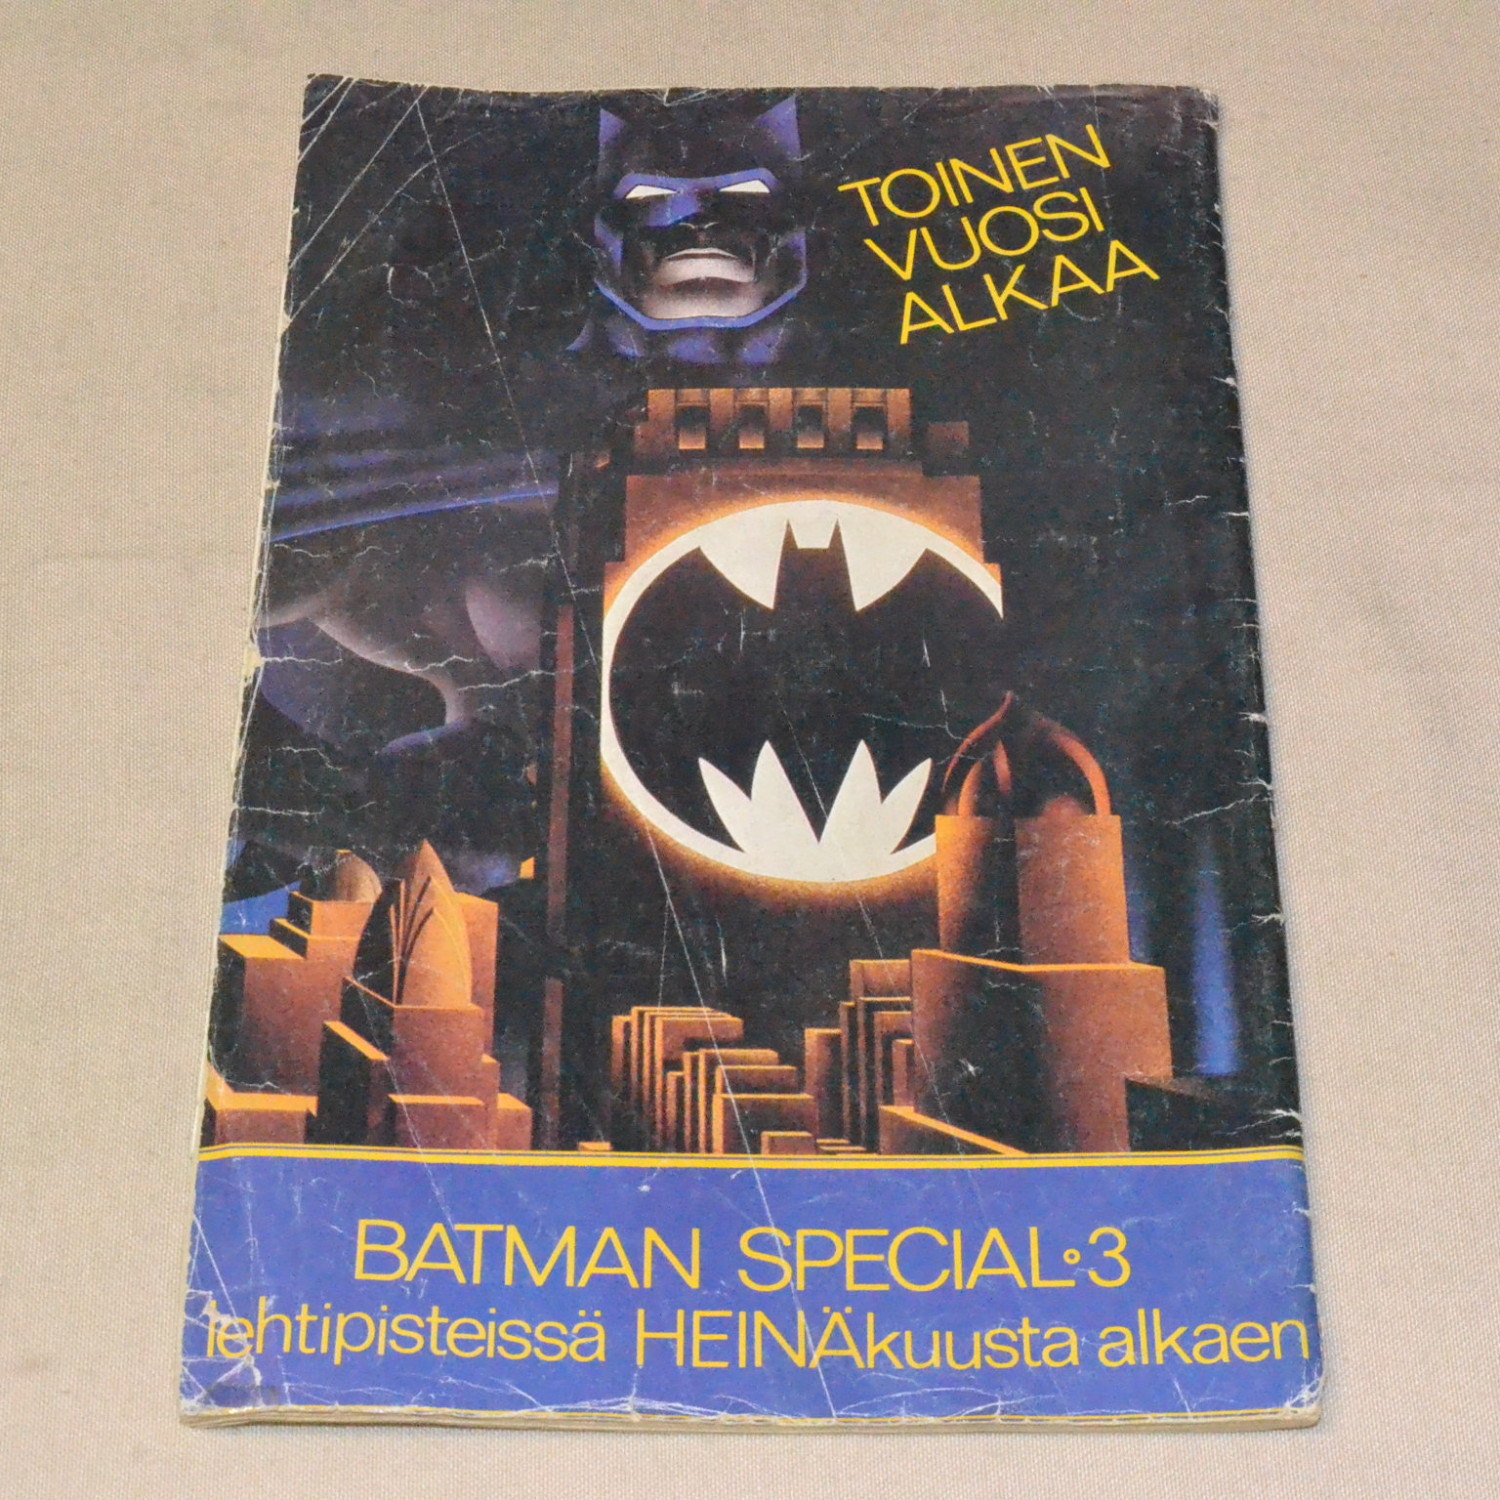 TOINEN
VUOSI
ALKAA
BATMAN SPECIAL•3
lehtipisteissä HEINÄkuusta alkaen